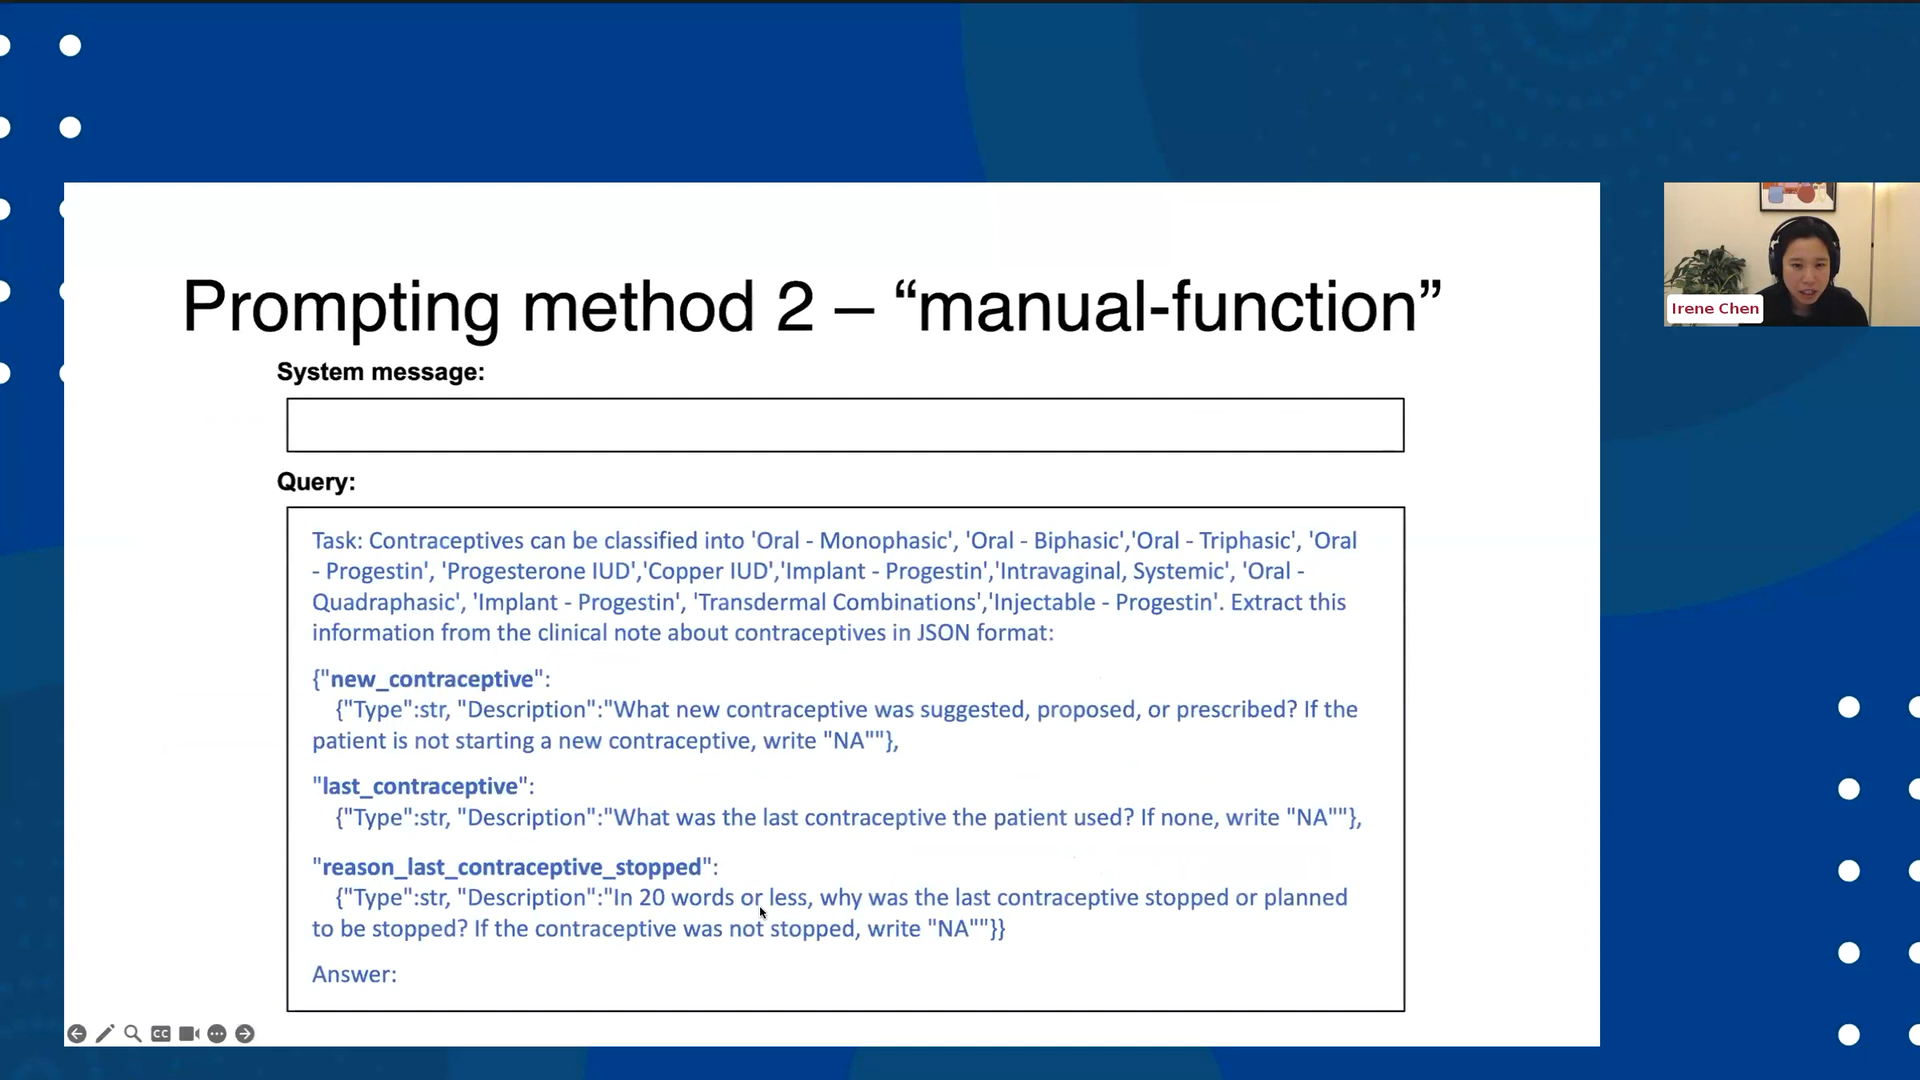 Prompting method 2 – “manual-function”
Irene Chen
System message:
Query:
Task: Contraceptives can be classified into 'Oral - Monophasic', 'Oral - Biphasic','Oral - Triphasic', 'Oral
- Progestin', 'Progesterone IUD','Copper IUD','Implant - Progestin','Intravaginal, Systemic', 'Oral -
Quadraphasic', 'Implant - Progestin', 'Transdermal Combinations','Injectable - Progestin'. Extract this
information from the clinical note about contraceptives in JSON format:
{"new_contraceptive":
{"Type":str, "Description":"What new contraceptive was suggested, proposed, or prescribed? If the
patient is not starting a new contraceptive, write "NA""},
"last_contraceptive":
{"Type":str, "Description":"What was the last contraceptive the patient used? If none, write "NA""},
"reason_last_contraceptive_stopped":
{"Type":str, "Description":"In 20 words or less, why was the last contraceptive stopped or planned
to be stopped? If the contraceptive was not stopped, write "NA""}}
Answer:
CC